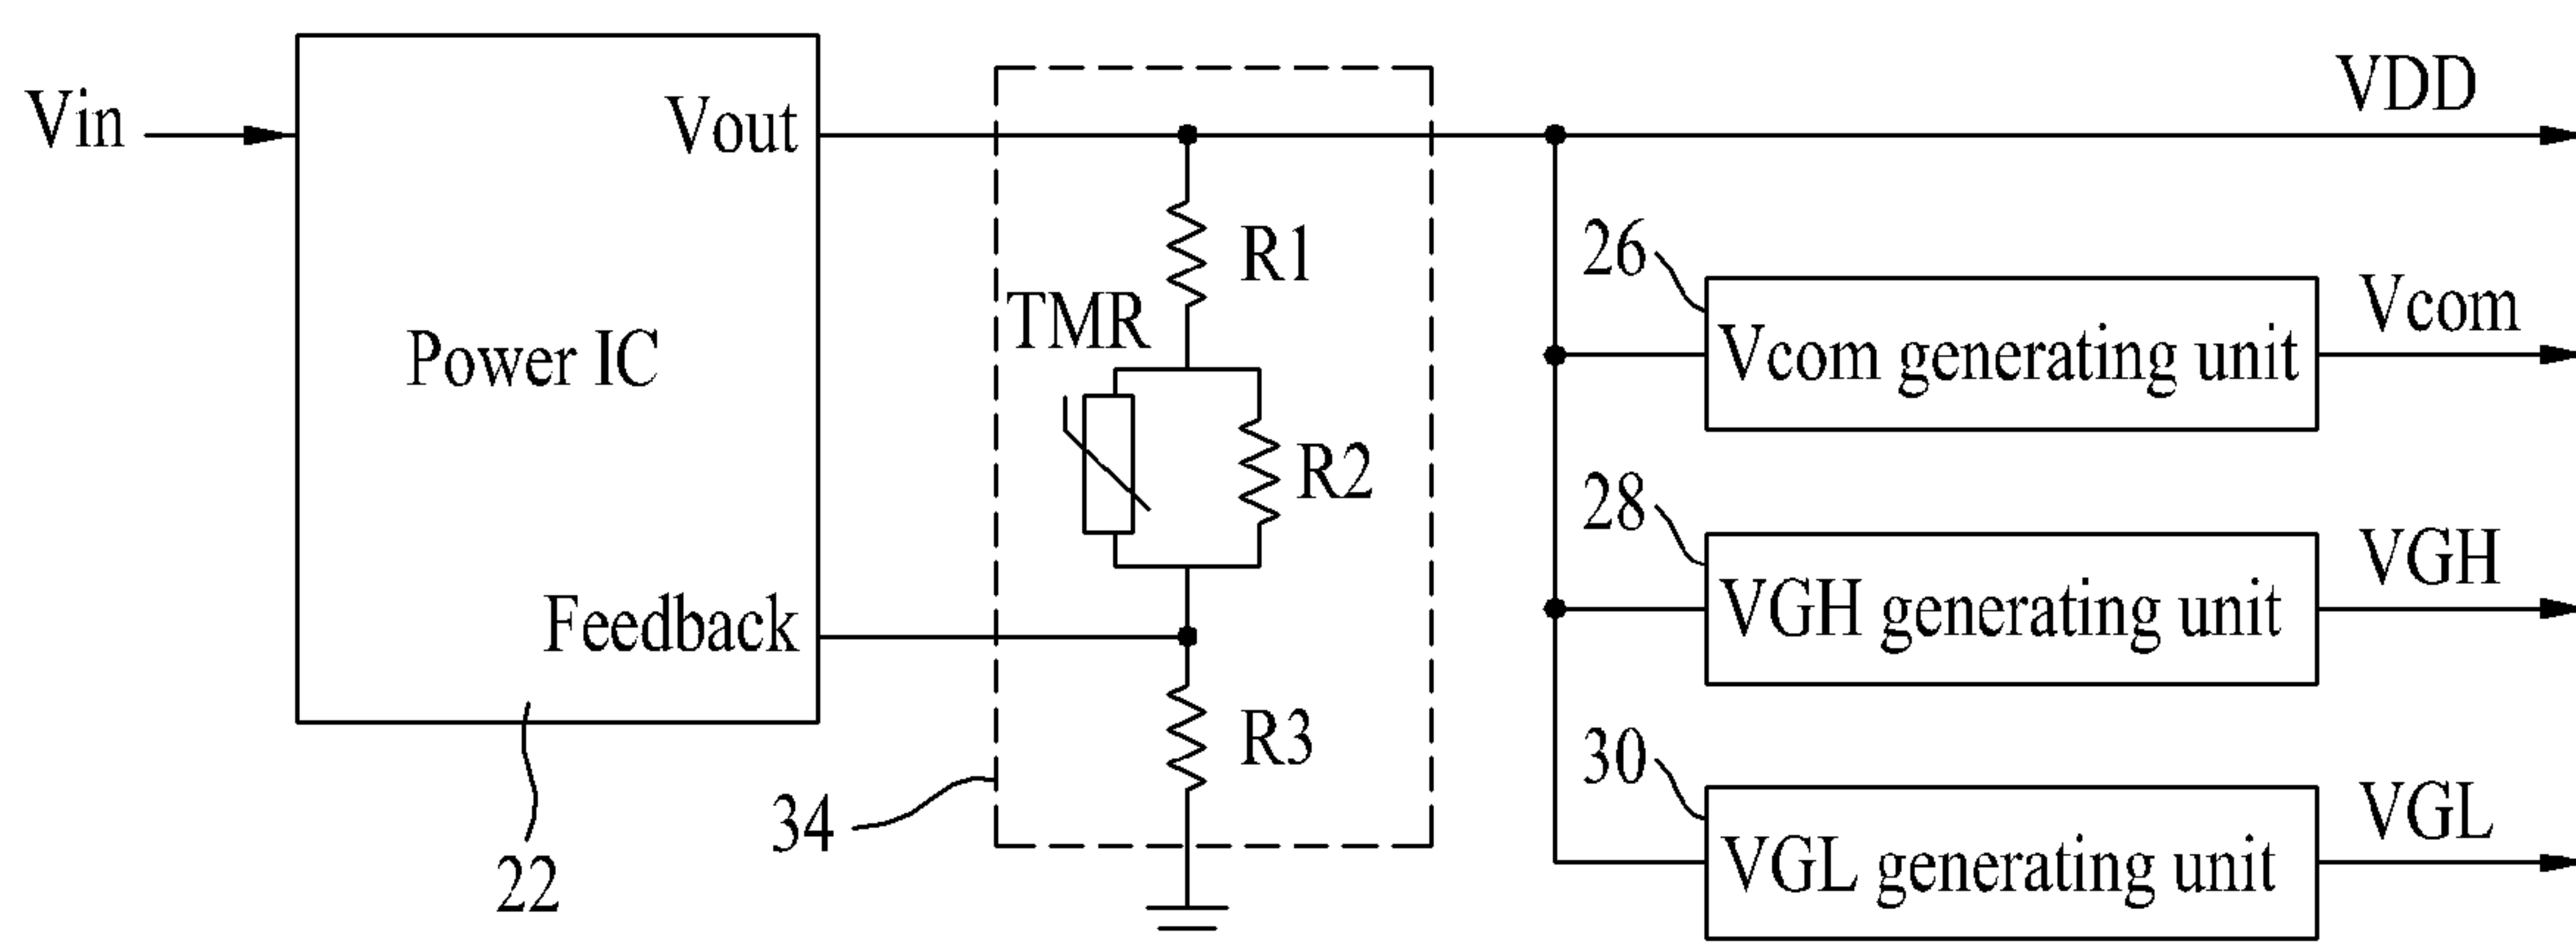 Vin
Vout
Power IC
Feedback
22
34
TMR
R1
R2
R3
VDD
26
Vcom generating unit
Vcom
28
VGH generating unit
VGH
30
VGL generating unit
VGL